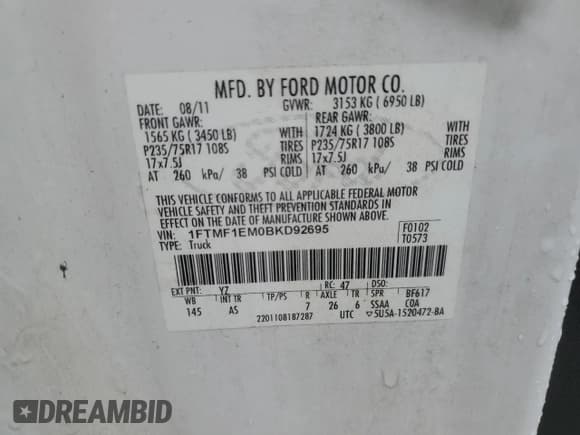 MFD. BY FORD MOTOR CO.
DATE: 08/11 GVWR: 3153 KG ( 6950 LB)
FRONT GAWR: REAR GAWR:
1565 KG ( 3450 LB) WITH 1724 KG ( 3800 LB) WITH
P235/75R17 108S TIRES P235/75R17 108S TIRES
17x7.5J RIMS 17x7.5J RIMS
AT 260 kPa/ 38 PSI COLD AT 260 kPa/ 38 PSI COLD
THIS VEHICLE CONFORMS TO ALL APPLICABLE FEDERAL MOTOR
VEHICLE SAFETY AND THEFT PREVENTION STANDARDS IN
EFFECT ON THE DATE OF MANUFACTURE SHOWN ABOVE.
VIN: 1FTMF1EM0BKD92695 F0102
TYPE: Truck T0573
EXT PNT: YZ RC: 47 DSO:
WB INT TR TP/PS R AXLE TR SPR BF617
145 AS 7 26 6 SSAA COA
2201108187287 UTC ▽5U5A-1520472-BA
DREAMBID